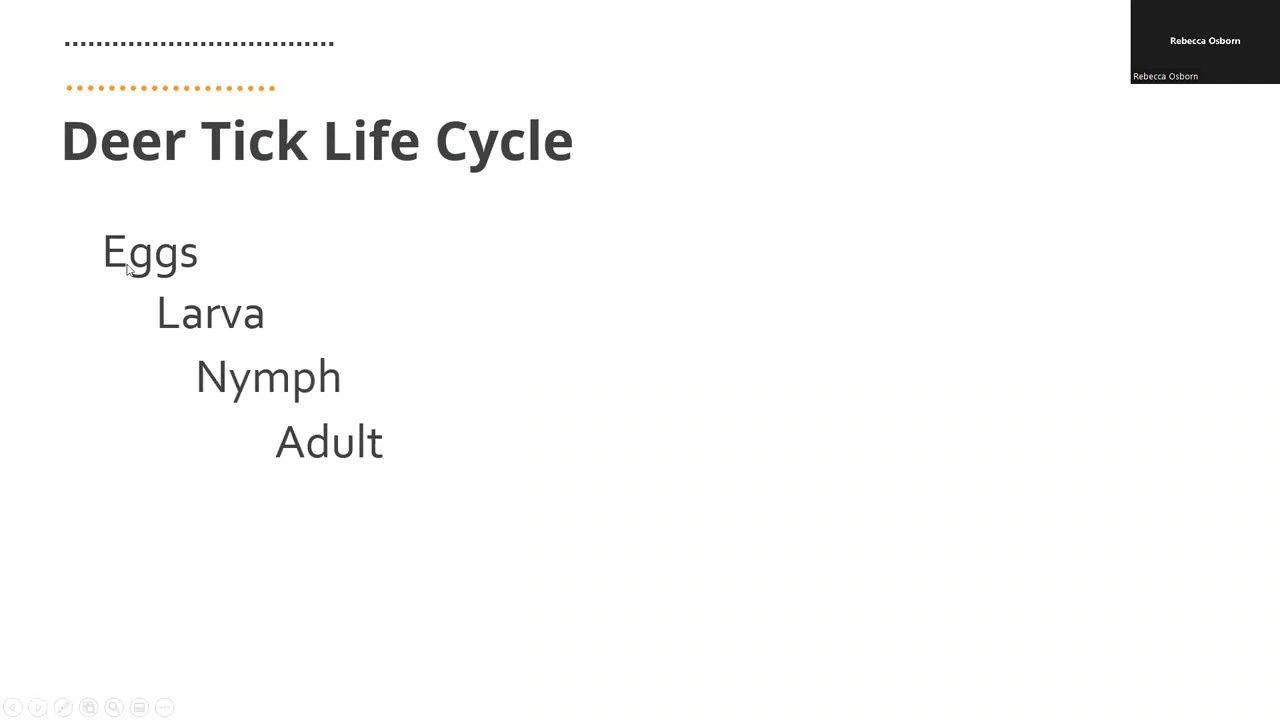 Rebecca Osborn
Rebecca Osborn
Deer Tick Life Cycle
Eggs
Larva
Nymph
Adult